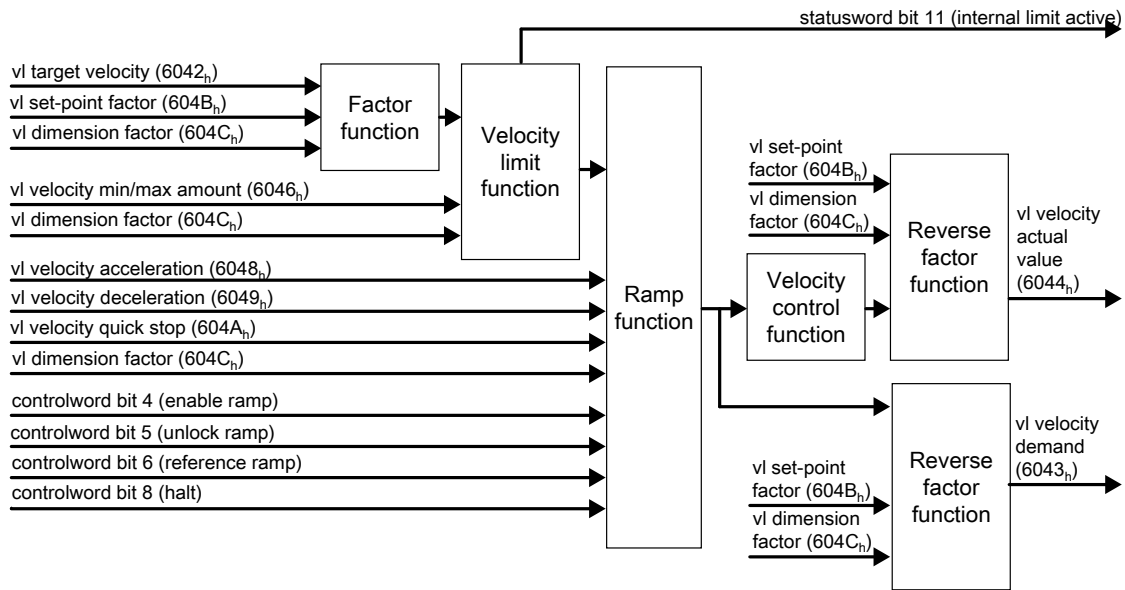 statusword bit 11 (internal limit active)
vl target velocity (6042h)
vl set-point factor (604Bh)
vl dimension factor (604Ch)
Factor
function
vl velocity min/max amount (6046h)
vl dimension factor (604Ch)
Velocity
limit
function
vl velocity acceleration (6048h)
vl velocity deceleration (6049h)
vl velocity quick stop (604Ah)
vl dimension factor (604Ch)
controlword bit 4 (enable ramp)
controlword bit 5 (unlock ramp)
controlword bit 6 (reference ramp)
controlword bit 8 (halt)
Ramp
function
vl set-point
factor (604Bh)
vl dimension
factor (604Ch)
Velocity
control
function
Reverse
factor
function
vl velocity
actual
value
(6044h)
vl set-point
factor (604Bh)
vl dimension
factor (604Ch)
Reverse
factor
function
vl velocity
demand
(6043h)